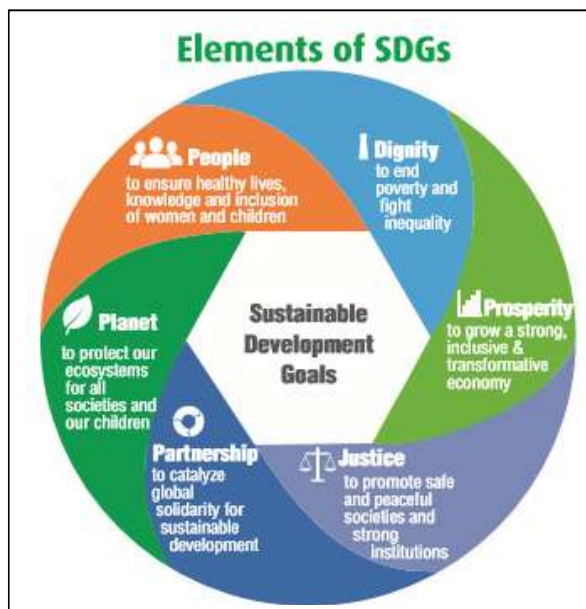 Elements of SDGs
People
to ensure healthy lives,
knowledge and inclusion
of women and children
Dignity
to end
poverty and
fight
inequality
Prosperity
to grow a strong,
inclusive &
transformative
economy
Justice
to promote safe
and peaceful
societies and
strong
institutions
Partnership
to catalyze
global
solidarity for
sustainable
development
Planet
to protect our
ecosystems
for all
societies and
our children
Sustainable
Development
Goals